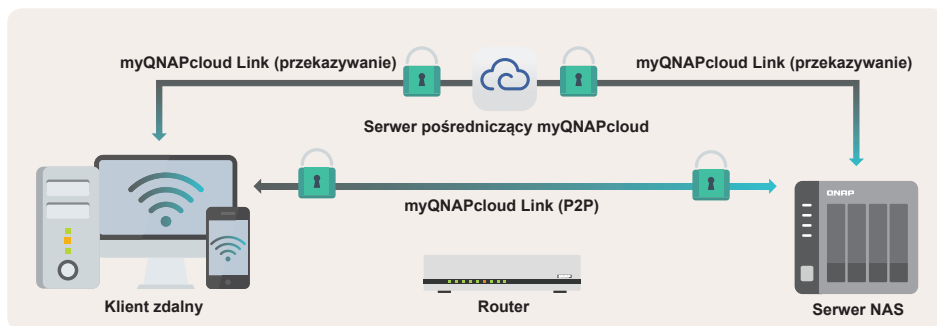 myQNAPcloud Link (przekazywanie)
myQNAPcloud Link (przekazywanie)
Serwer pośredniczący myQNAPcloud
myQNAPcloud Link (P2P)
QNAP
Klient zdalny
Router
Serwer NAS